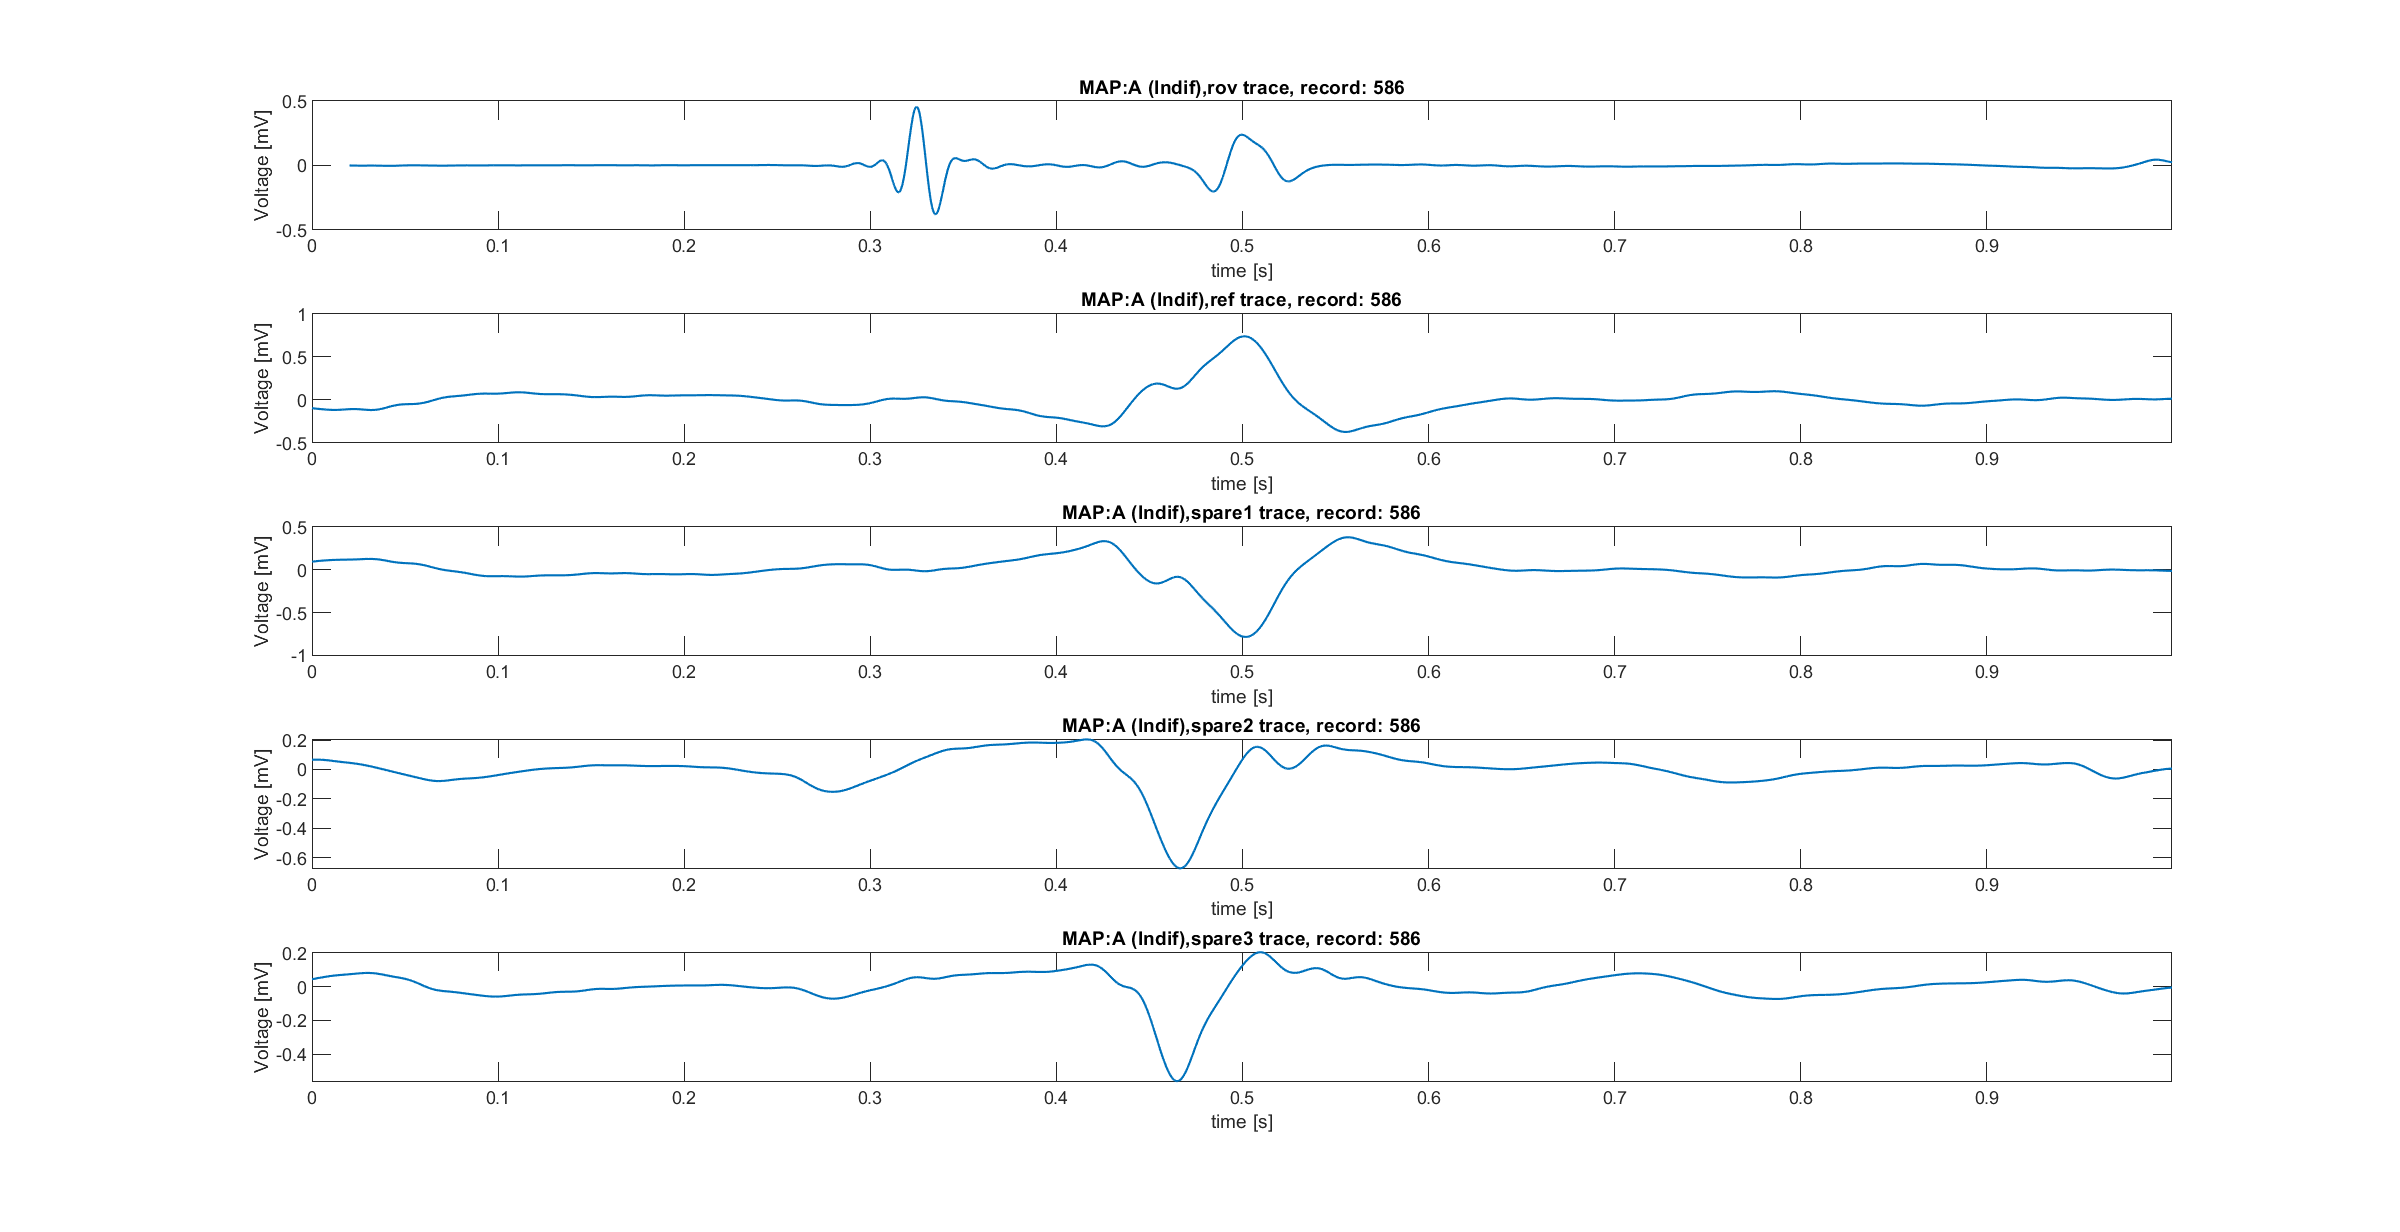 MAP:A (Indif),rov trace, record: 586
Voltage [mV]
0.5
0
-0.5
0 0.1 0.2 0.3 0.4 0.5 0.6 0.7 0.8 0.9
time [s]
MAP:A (Indif),ref trace, record: 586
Voltage [mV]
1
0.5
0
-0.5
0 0.1 0.2 0.3 0.4 0.5 0.6 0.7 0.8 0.9
time [s]
MAP:A (Indif),spare1 trace, record: 586
Voltage [mV]
0.5
0
-0.5
-1
0 0.1 0.2 0.3 0.4 0.5 0.6 0.7 0.8 0.9
time [s]
MAP:A (Indif),spare2 trace, record: 586
Voltage [mV]
0.2
0
-0.2
-0.4
-0.6
0 0.1 0.2 0.3 0.4 0.5 0.6 0.7 0.8 0.9
time [s]
MAP:A (Indif),spare3 trace, record: 586
Voltage [mV]
0.2
0
-0.2
-0.4
0 0.1 0.2 0.3 0.4 0.5 0.6 0.7 0.8 0.9
time [s]